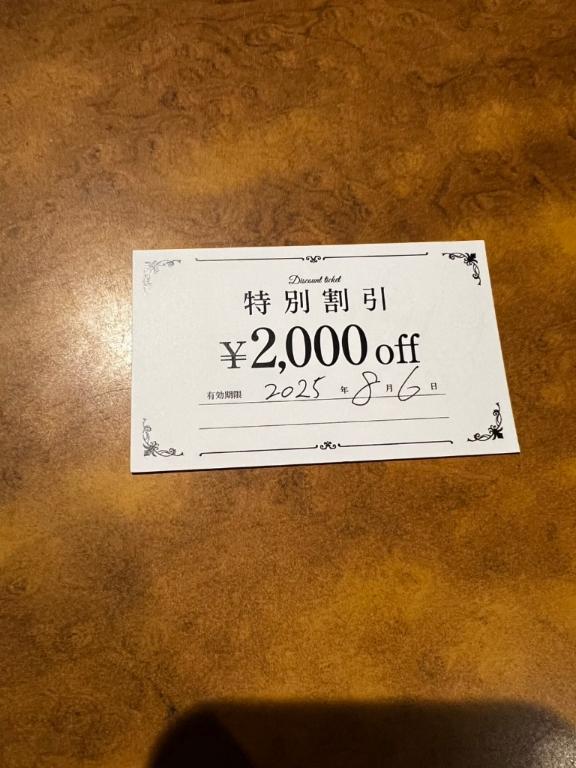 Discount ticket
特別割引
¥2,000 off
有効期限 2025 年 8 月 6 日